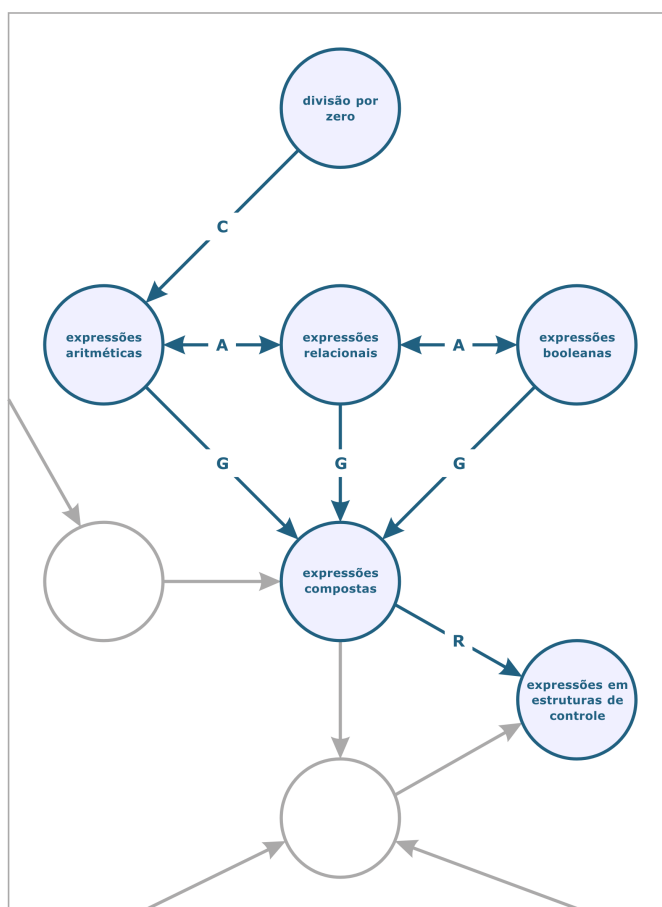 divisão por
zero
C
expressões
aritméticas
A
expressões
relacionais
A
expressões
booleanas
G
G
G
expressões
compostas
R
expressões em
estruturas de
controle